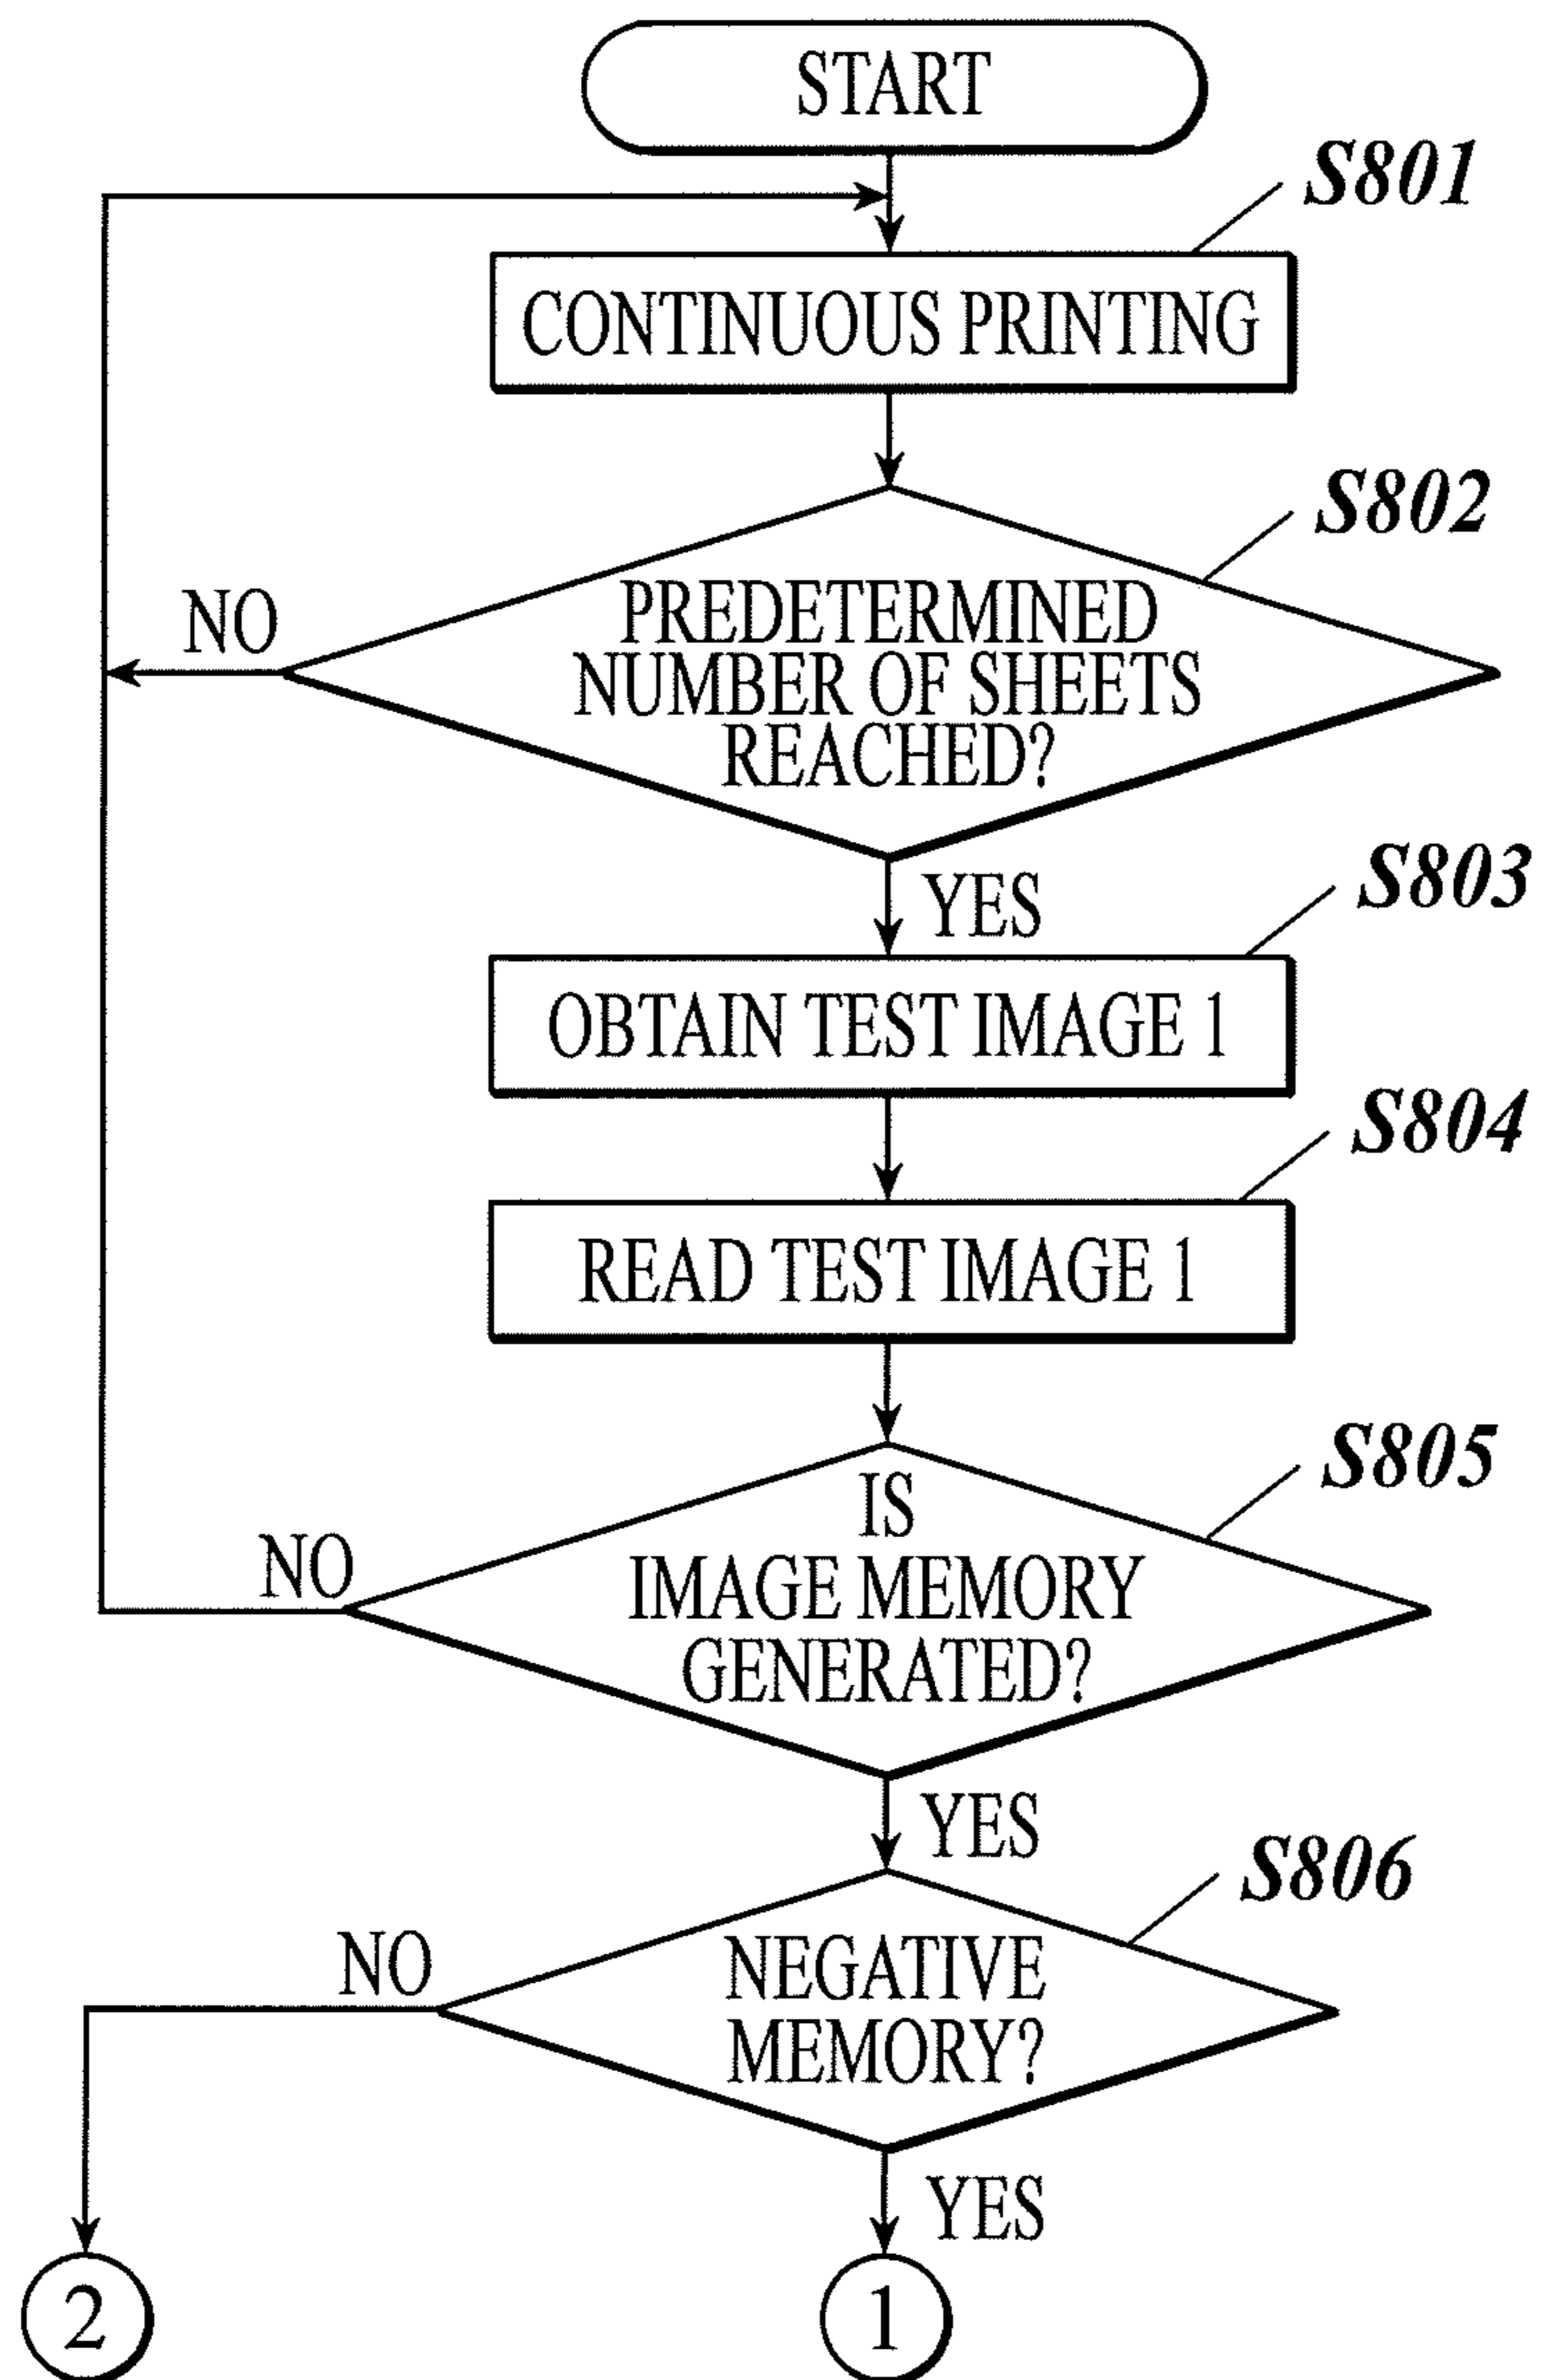 START
S801
CONTINUOUS PRINTING
S802
PREDETERMINED
NO
NUMBER OF SHEETS
REACHED?
S803
YES
OBTAIN TEST IMAGE 1
S804
READ TEST IMAGE 1
S805
IS
NO
IMAGE MEMORY
GENERATED?
YES
S806
NO
NEGATIVE
MEMORY?
YES
2
1